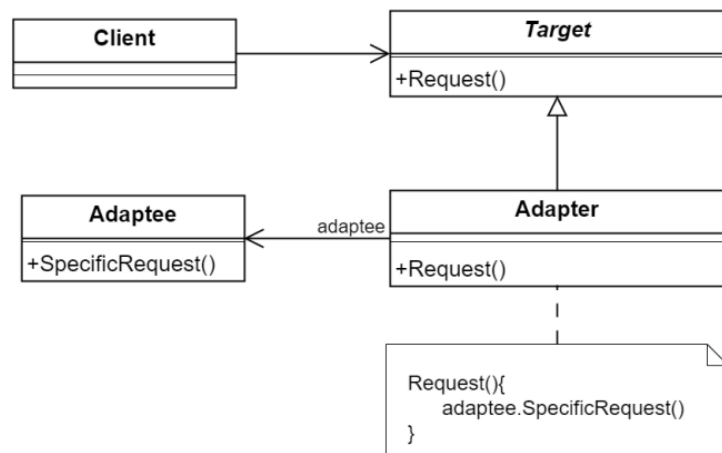 Client
Target
+Request()
Adaptee
+SpecificRequest()
adaptee
Adapter
+Request()
Request(){
adaptee.SpecificRequest()
}